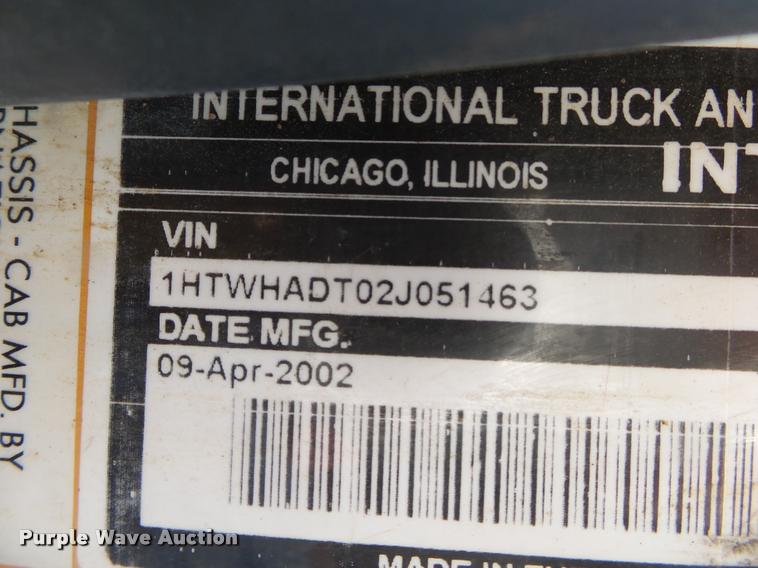 INTERNATIONAL TRUCK AN
CHICAGO, ILLINOIS
INT
VIN
1HTWHADT02J051463
DATE MFG.
09-Apr-2002
HASSIS - CAB MFD. BY
Purple Wave Auction